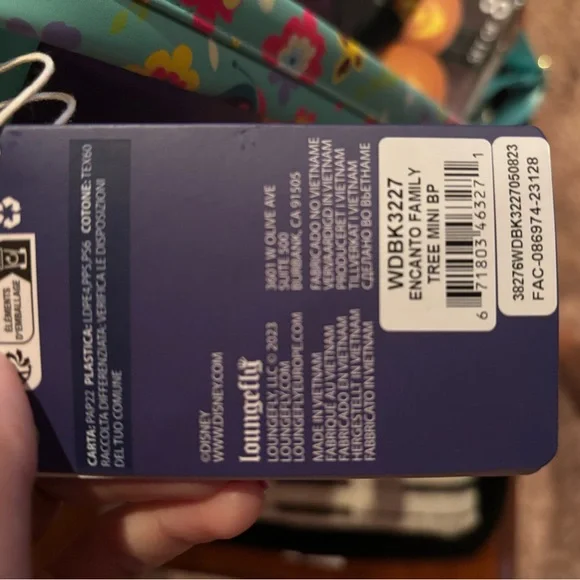 ÉLÉMENTS
D'EMBALLAGE
CARTA: PAP22 PLASTICA: LDPE4,PP5,PS6 COTONE: TEX60
RACCOLTA DIFFERENZIATA: VERIFICA LE DISPOSIZIONI
DEL TUO COMUNE
©DISNEY
WWW.DISNEY.COM
Loungefly
LOUNGEFLY, LLC © 2023
LOUNGEFLY.COM
LOUNGEFLYEUROPE.COM
MADE IN VIETNAM
FABRIQUE AU VIETNAM
FABRICADO EN VIETNAM
HERGESTELLT IN VIETNAM
FABBRICATO IN VIETNAM
3601 W OLIVE AVE
SUITE 500
BURBANK, CA 91505
FABRICADO NO VIETNAME
VERVAARDIGD IN VIETNAM
PRODUCERET I VIETNAM
TILLVERKAT I VIETNAM
СДЕЛАНО ВО ВЬЕТНАМЕ
WDBK3227
ENCANTO FAMILY
TREE MINI BP
6 71803 46327 1
38276WDBK3227050823
FAC-086974-23128